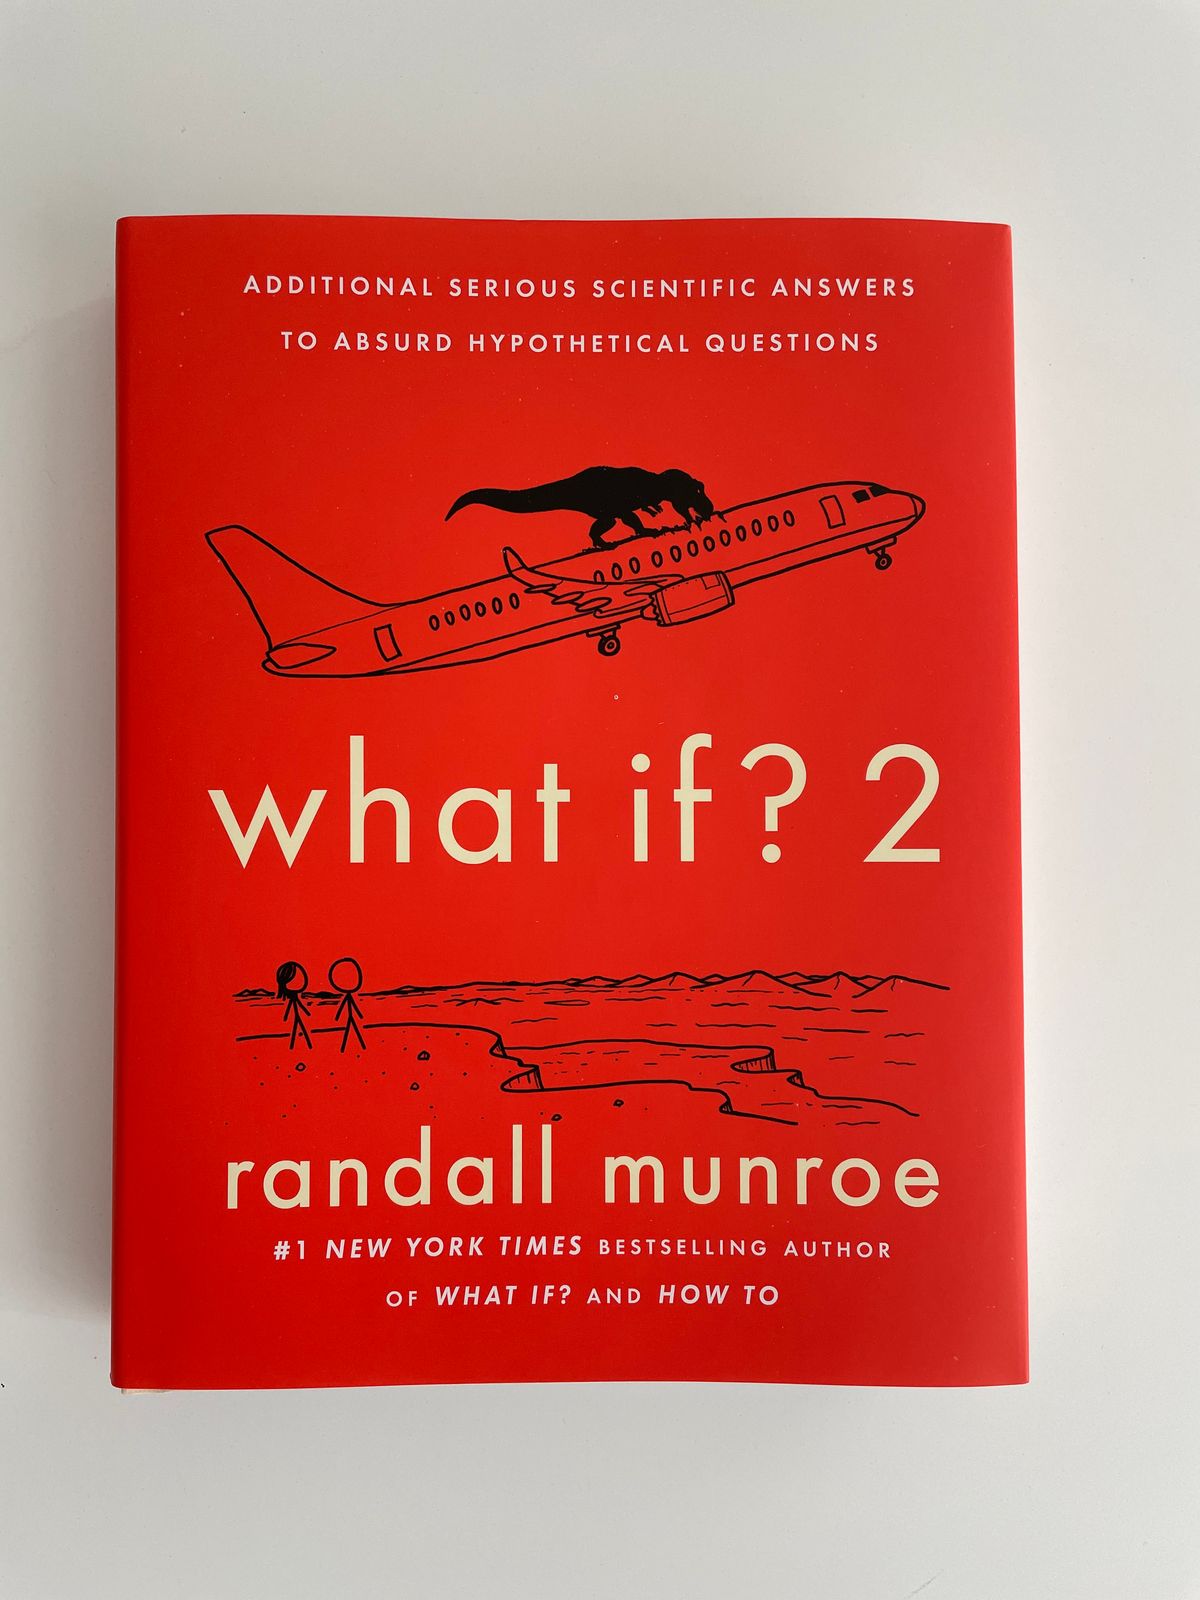 ADDITIONAL SERIOUS SCIENTIFIC ANSWERS
TO ABSURD HYPOTHETICAL QUESTIONS
what if? 2
randall munroe
#1 NEW YORK TIMES BESTSELLING AUTHOR
OF WHAT IF? AND HOW TO